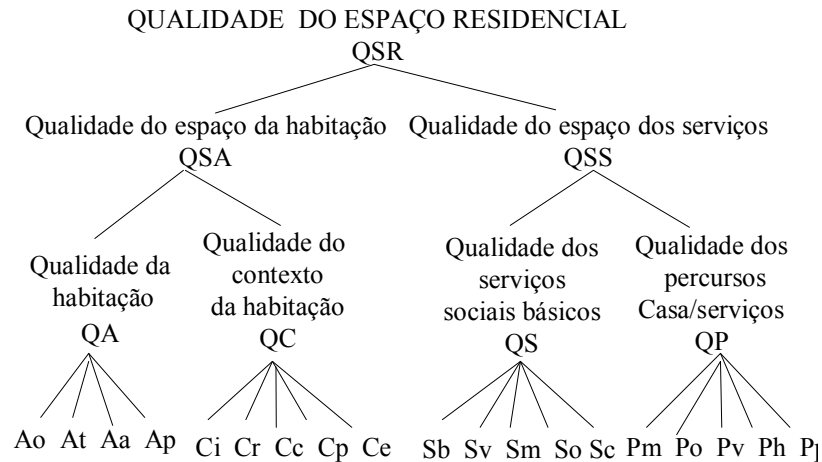 QUALIDADE DO ESPAÇO RESIDENCIAL
QSR
Qualidade do espaço da habitação
QSA
Qualidade do espaço dos serviços
QSS
Qualidade da
habitação
QA
Qualidade do
contexto
da habitação
QC
Qualidade dos
serviços
sociais básicos
QS
Qualidade dos
percursos
Casa/serviços
QP
Ao At Aa Ap
Ci Cr Cc Cp Ce
Sb Sv Sm So Sc
Pm Po Pv Ph